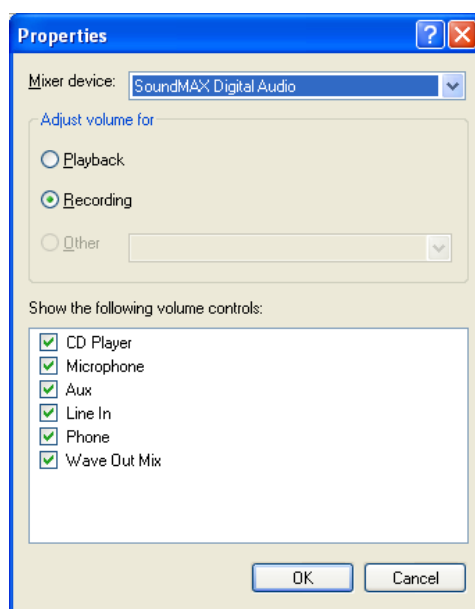 Properties
Mixer device: SoundMAX Digital Audio
Adjust volume for
Playback
Recording
Other
Show the following volume controls:
CD Player
Microphone
Aux
Line In
Phone
Wave Out Mix
OK Cancel